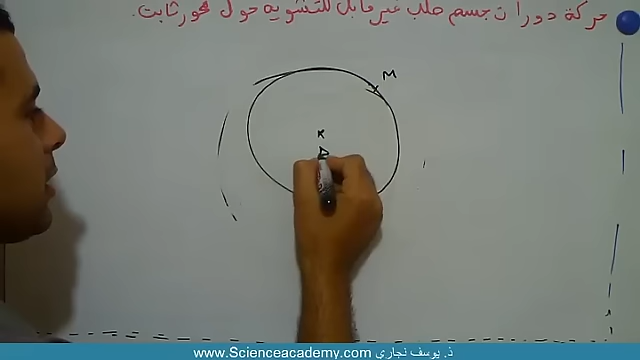 حركة دوران جسم صلب غير قابل للتشويه حول محور ثابت.
M
www.Scienceacademy.com ذ. يوسف نجاري